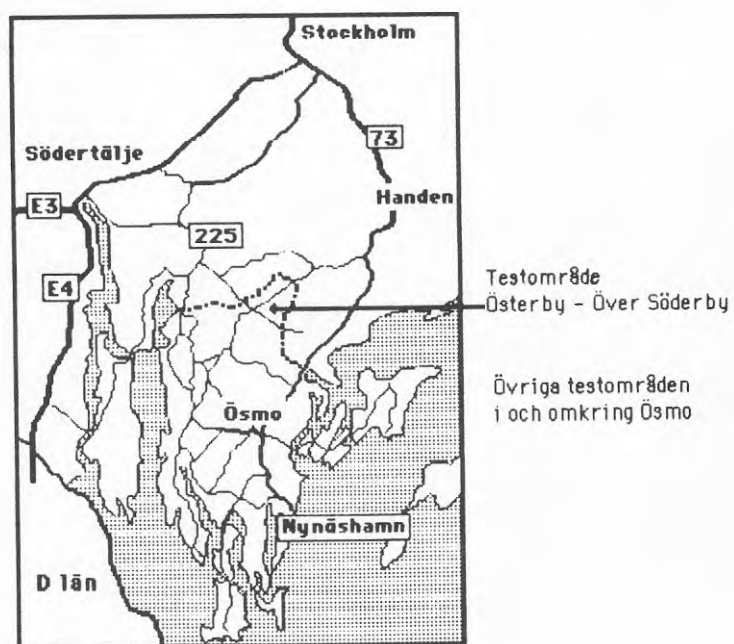 Stockholm
73
Södertälje
Handen
E3
225
E4
Testområde
Österby - Över Söderby
Övriga testområden
i och omkring Ösmo
Ösmo
Nynäshamn
D län